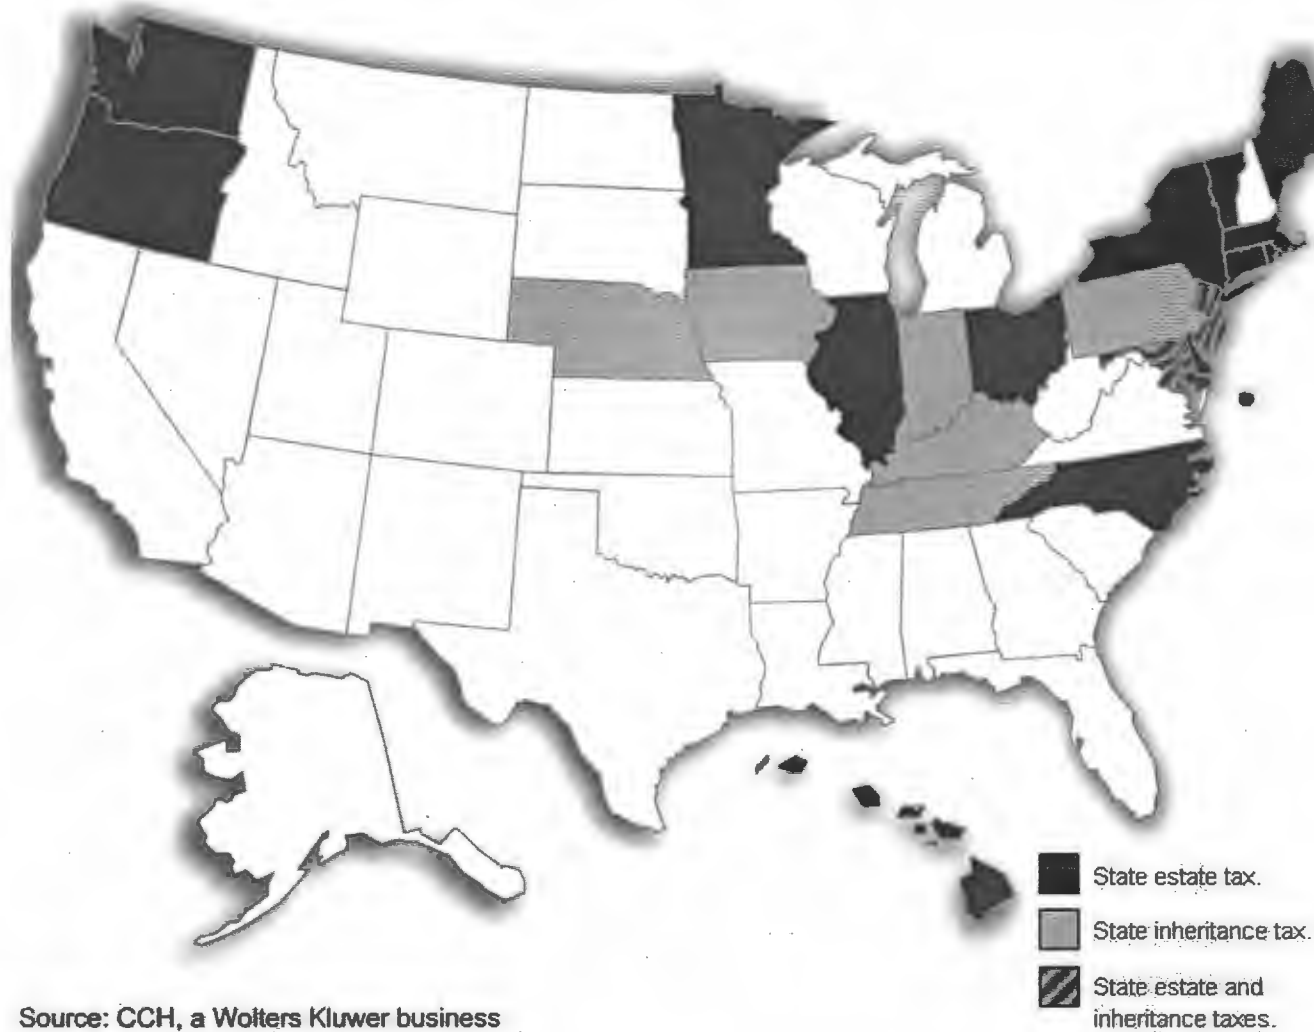 State estate tax.
State inheritance tax.
State estate and
inheritance taxes.
Source: CCH, a Wolters Kluwer business